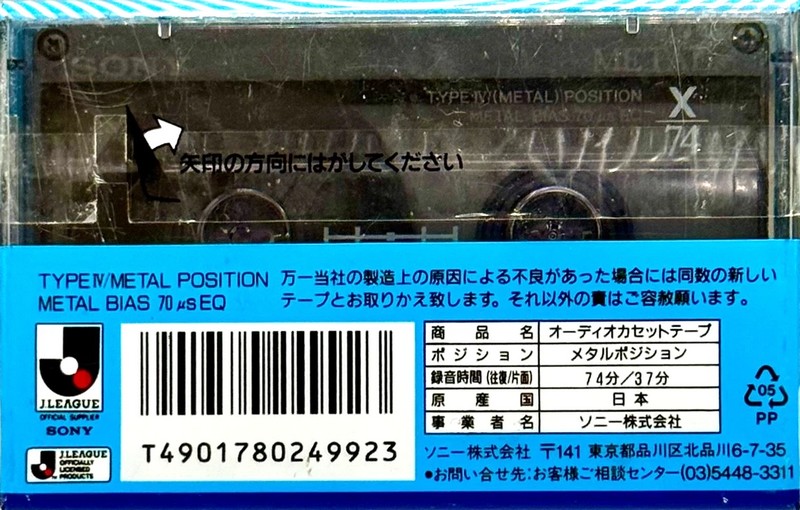 SONY
METAL
TYPE IV (METAL) POSITION
METAL BIAS 70 μs EQ
X
74
矢印の方向にはがしてください
TYPE IV/METAL POSITION
METAL BIAS 70 μs EQ
万一当社の製造上の原因による不良があった場合には同数の新しい
テープとお取りかえ致します。それ以外の責はご容赦願います。
J.LEAGUE
OFFICIAL SUPPLIER
SONY
J.LEAGUE
OFFICIALLY
LICENSED
PRODUCTS
T4901780249923
商品名 オーディオカセットテープ
ポジション メタルポジション
録音時間(往復/片面) 74分/37分
原産国 日本
事業者名 ソニー株式会社
05
PP
ソニー株式会社 〒141 東京都品川区北品川6-7-35
●お問い合せ先:お客様ご相談センター(03)5448-3311